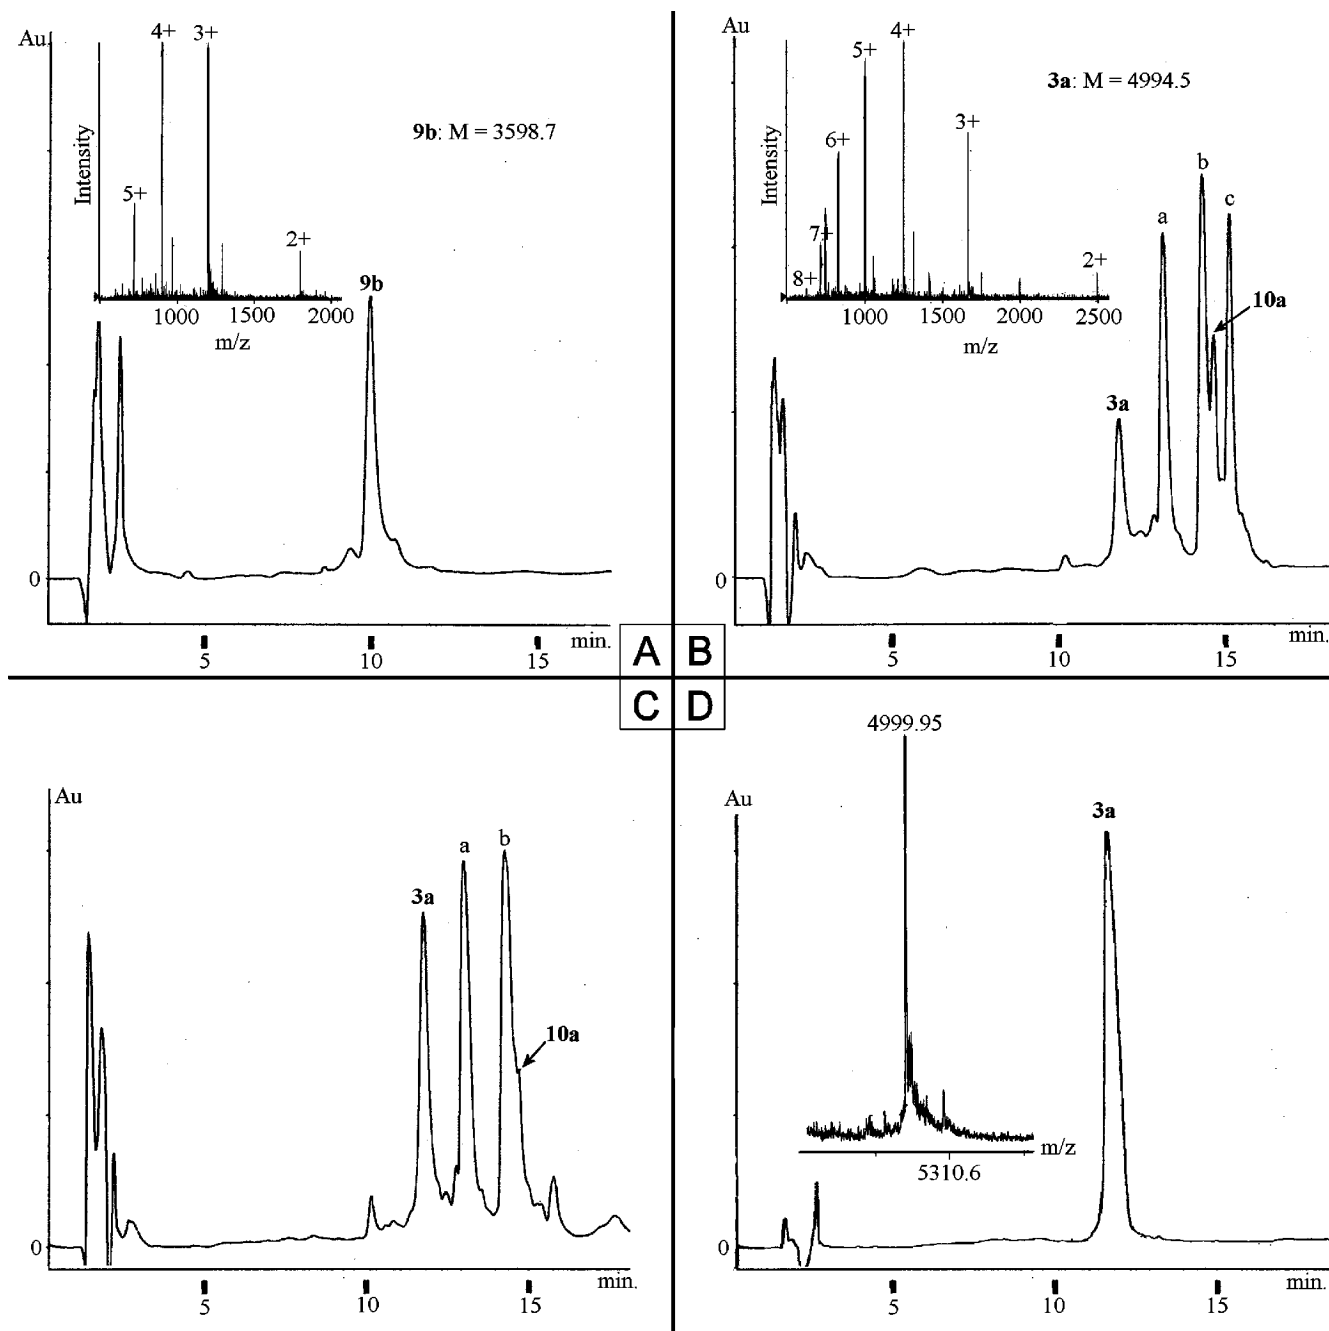 Au
4+ 3+
5+
2+
Intensity
9b: M = 3598.7
1000 1500 2000
m/z
9b
0
5 10 15 min.
A
Au
4+
5+
3+
6+
7+
8+
2+
Intensity
3a: M = 4994.5
1000 1500 2000 2500
m/z
3a
a
b
c
10a
0
5 10 15 min.
B
C
Au
3a
a
b
10a
0
5 10 15 min.
D
4999.95
Au
3a
m/z
5310.6
0
5 10 15 min.